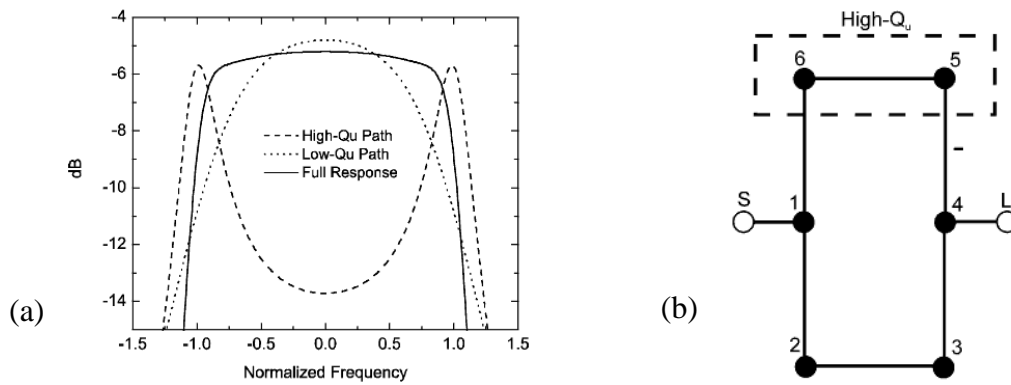 -4
-6
-8
-10
-12
-14
dB
High-Qu Path
Low-Qu Path
Full Response
-1.5
-1.0
-0.5
0.0
0.5
1.0
1.5
Normalized Frequency
(a)
High-Qu
6
5
-
S
1
4
L
2
3
(b)